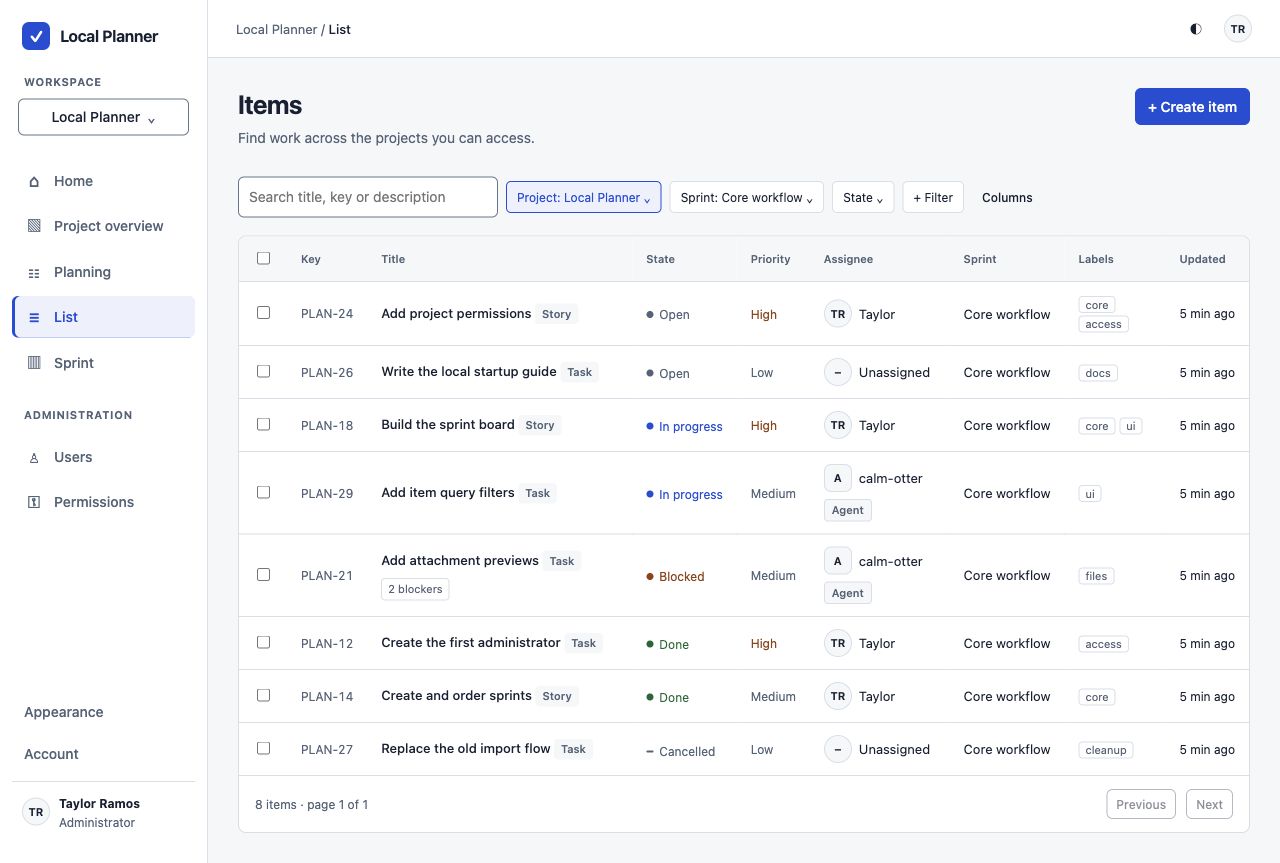 Local Planner
WORKSPACE
Local Planner
Home
Project overview
Planning
List
Sprint
ADMINISTRATION
Users
Permissions
Appearance
Account
TR Taylor Ramos
Administrator
Local Planner / List
TR
Items
Find work across the projects you can access.
+ Create item
Search title, key or description Project: Local Planner Sprint: Core workflow State + Filter Columns
Key Title State Priority Assignee Sprint Labels Updated
PLAN-24 Add project permissions Story Open High TR Taylor Core workflow core access 5 min ago
PLAN-26 Write the local startup guide Task Open Low – Unassigned Core workflow docs 5 min ago
PLAN-18 Build the sprint board Story In progress High TR Taylor Core workflow core ui 5 min ago
PLAN-29 Add item query filters Task In progress Medium A calm-otter Agent Core workflow ui 5 min ago
PLAN-21 Add attachment previews Task 2 blockers Blocked Medium A calm-otter Agent Core workflow files 5 min ago
PLAN-12 Create the first administrator Task Done High TR Taylor Core workflow access 5 min ago
PLAN-14 Create and order sprints Story Done Medium TR Taylor Core workflow core 5 min ago
PLAN-27 Replace the old import flow Task Cancelled Low – Unassigned Core workflow cleanup 5 min ago
8 items · page 1 of 1
Previous Next